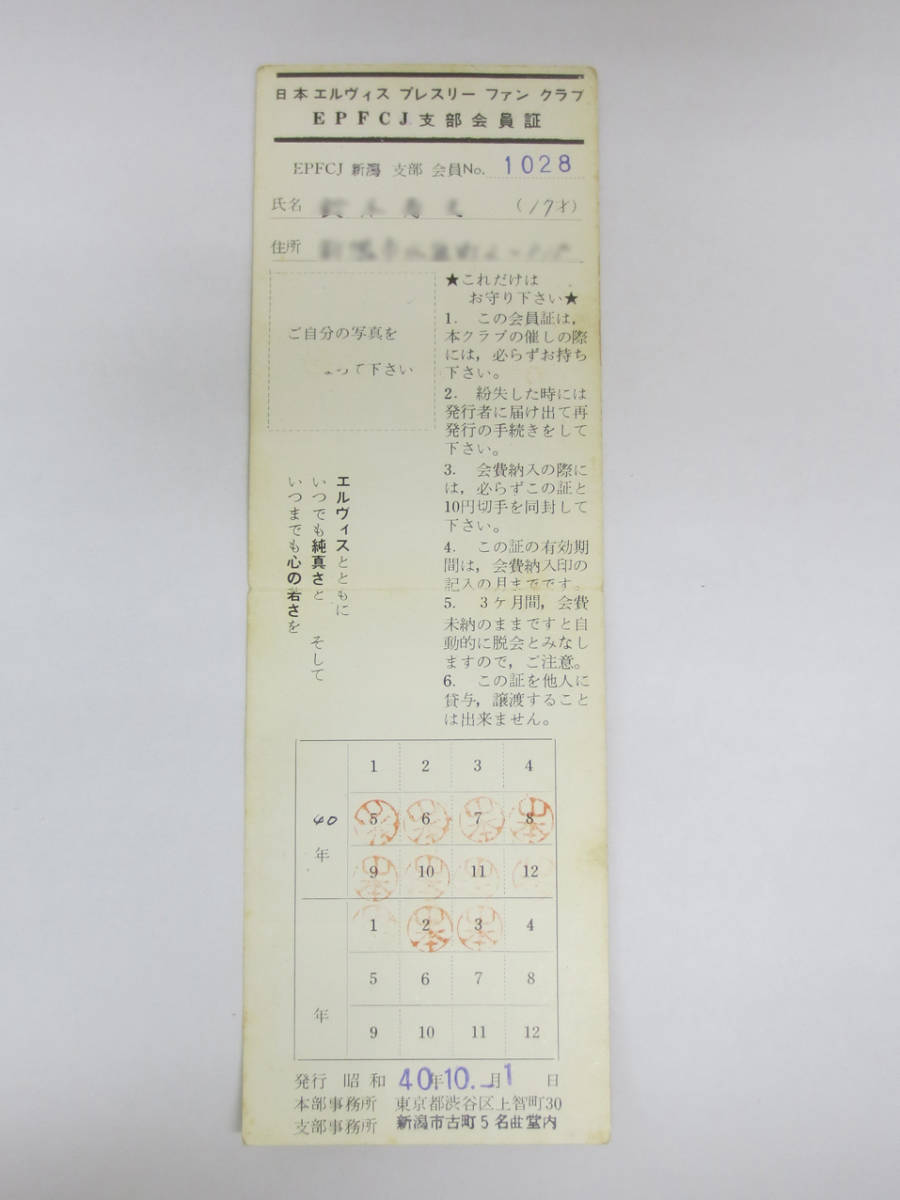 日本エルヴィス プレスリー ファン クラブ
EPFCJ 支部会員証
EPFCJ 新潟 支部 会員No. 1028
氏名 (17才)
住所
ご自分の写真を
って下さい
★これだけは
お守り下さい★
1. この会員証は,
本クラブの催しの際
には, 必らずお持ち
下さい。
2. 紛失した時には
発行者に届け出て再
発行の手続きをして
下さい。
3. 会費納入の際に
は, 必らずこの証と
10円切手を同封して
下さい。
4. この証の有効期
間は, 会費納入印の
記入の月までです。
5. 3ケ月間, 会費
未納のままですと自
動的に脱会とみなし
ますので, ご注意。
6. この証を他人に
貸与, 譲渡すること
は出来ません。
エルヴィスとともに
いつでも純真さと そして
いつまでも心の若さを
40年
1 2 3 4
5 6 7 8
9 10 11 12
年
1 2 3 4
5 6 7 8
9 10 11 12
発行 昭和 40年10月1日
本部事務所 東京都渋谷区上智町30
支部事務所 新潟市古町5名曲堂内